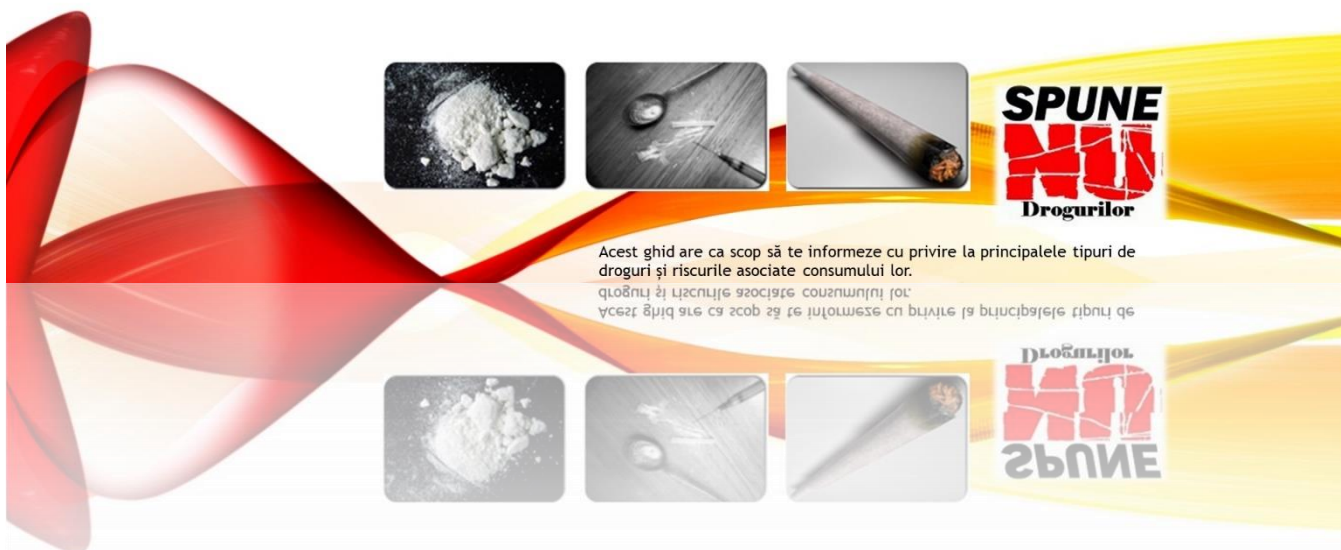 SPUNE
NU
Drogurilor
Acest ghid are ca scop să te informeze cu privire la principalele tipuri de
droguri și riscurile asociate consumului lor.